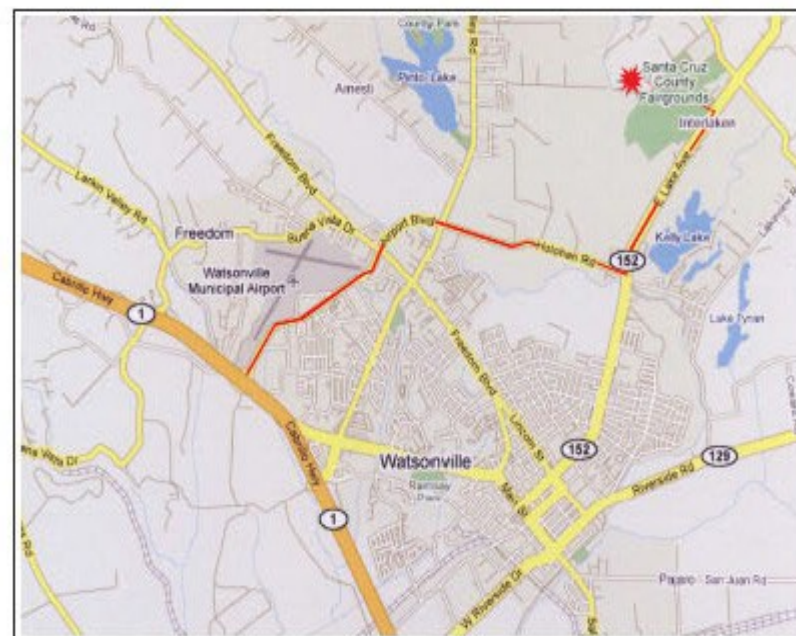 County Park
Pinto Lake
Amesti
Santa Cruz
County
Fairgrounds
Interlaken
Freedom Blvd
Larkin Valley Rd
Freedom
Buena Vista Dr
Airport Blvd
Holohan Rd
E. Lake Ave
152
Kelly Lake
Watsonville
Municipal Airport
Cabrillo Hwy
1
Lake Tynan
Freedom Blvd
Lincoln St
Cabrillo Hwy
152
129
Riverside Rd
Watsonville
Ramsay
Park
Main St
1
W Riverside Dr
Pajaro - San Juan Rd